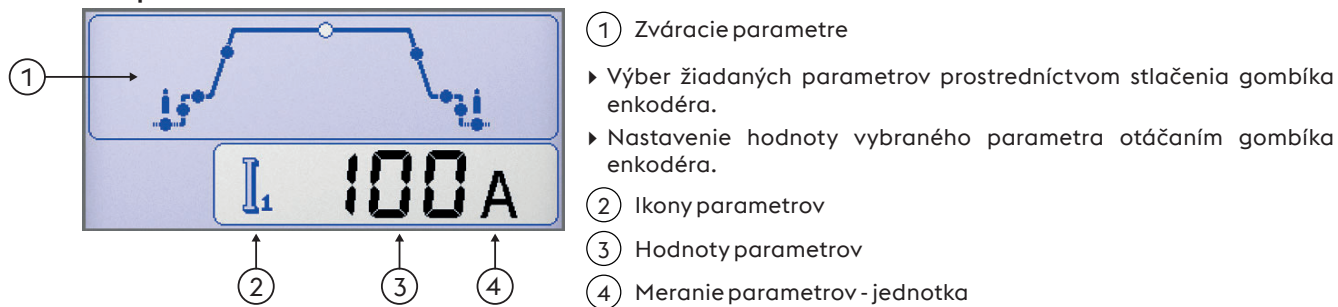 1
I1 100 A
2
3
4
1 Zváracie parametre
▸ Výber žiadaných parametrov prostredníctvom stlačenia gombíka
enkodéra.
▸ Nastavenie hodnoty vybraného parametra otáčaním gombíka
enkodéra.
2 Ikony parametrov
3 Hodnoty parametrov
4 Meranie parametrov - jednotka